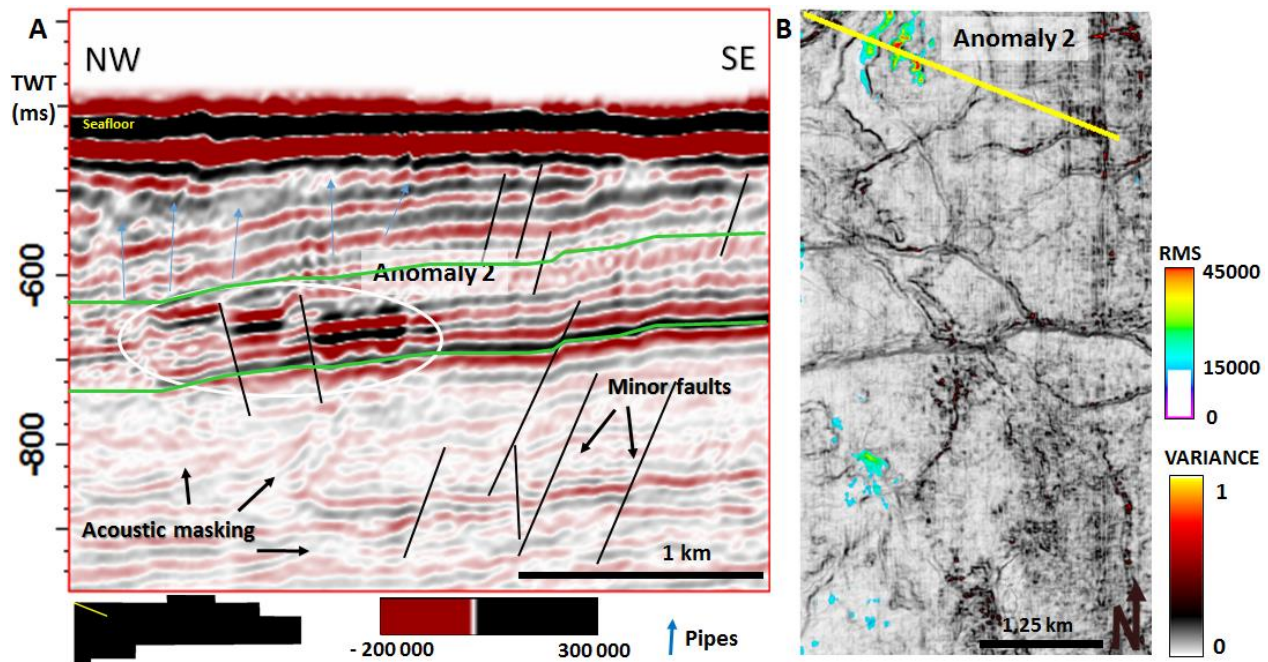 A
NW
SE
TWT
(ms)
Seafloor
Anomaly 2
-600
-800
Minor faults
Acoustic masking
1 km
- 200 000
300 000
Pipes
B
Anomaly 2
RMS
45000
15000
0
VARIANCE
1
0
1,25 km
N